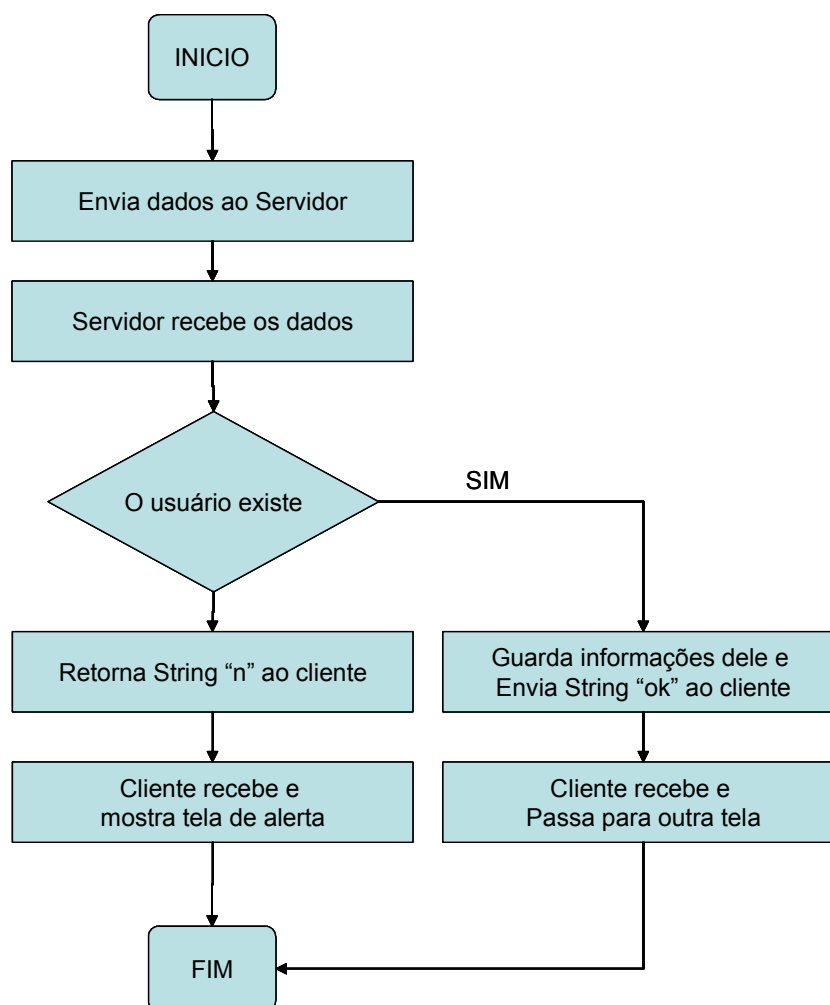 INICIO
Envia dados ao Servidor
Servidor recebe os dados
O usuário existe
SIM
Retorna String “n” ao cliente
Guarda informações dele e
Envia String “ok” ao cliente
Cliente recebe e
mostra tela de alerta
Cliente recebe e
Passa para outra tela
FIM